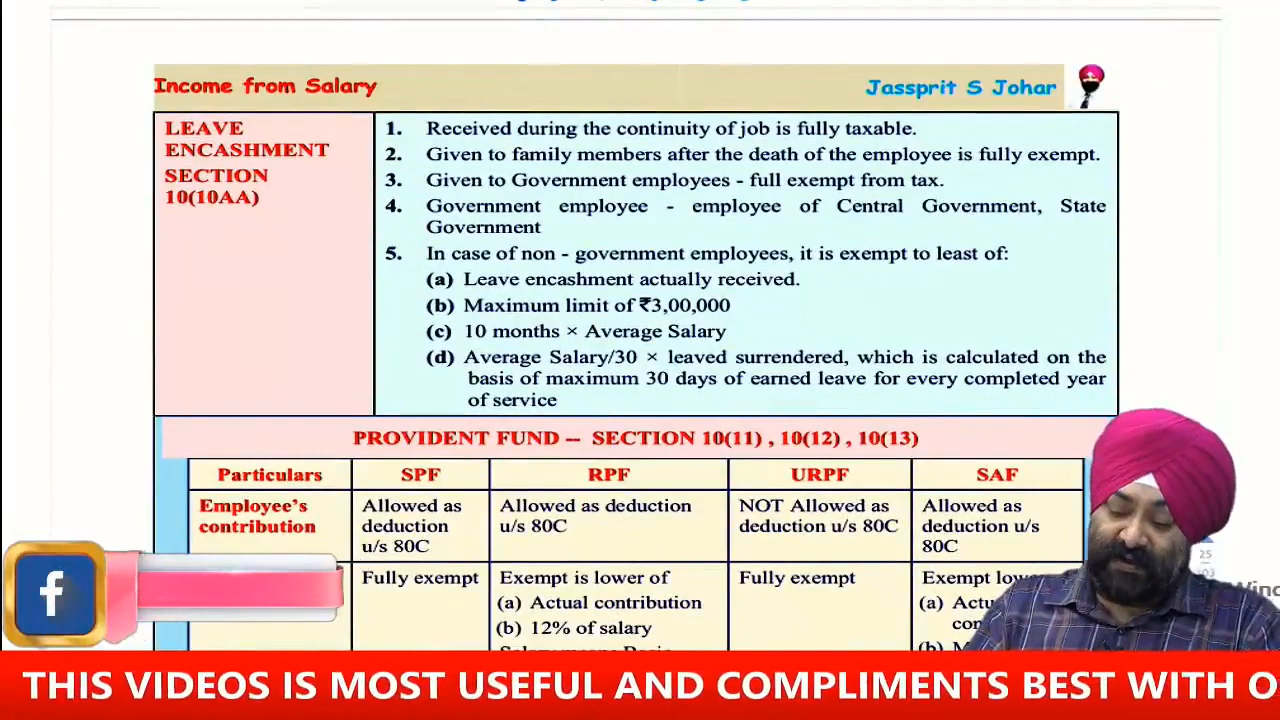 Income from Salary
Jassprit S Johar
LEAVE
ENCASHMENT
SECTION
10(10AA)
1. Received during the continuity of job is fully taxable.
2. Given to family members after the death of the employee is fully exempt.
3. Given to Government employees - full exempt from tax.
4. Government employee - employee of Central Government, State
Government
5. In case of non - government employees, it is exempt to least of:
(a) Leave encashment actually received.
(b) Maximum limit of ₹3,00,000
(c) 10 months × Average Salary
(d) Average Salary/30 × leaved surrendered, which is calculated on the
basis of maximum 30 days of earned leave for every completed year
of service
PROVIDENT FUND -- SECTION 10(11) , 10(12) , 10(13)
Particulars SPF RPF URPF SAF
Employee's
contribution
Allowed as
deduction
u/s 80C
Allowed as deduction
u/s 80C
NOT Allowed as
deduction u/s 80C
Allowed as
deduction u/s
80C
Fully exempt
Exempt is lower of
(a) Actual contribution
(b) 12% of salary
Fully exempt
Exempt
(a)
(b)
25
f
THIS VIDEOS IS MOST USEFUL AND COMPLIMENTS BEST WITH O